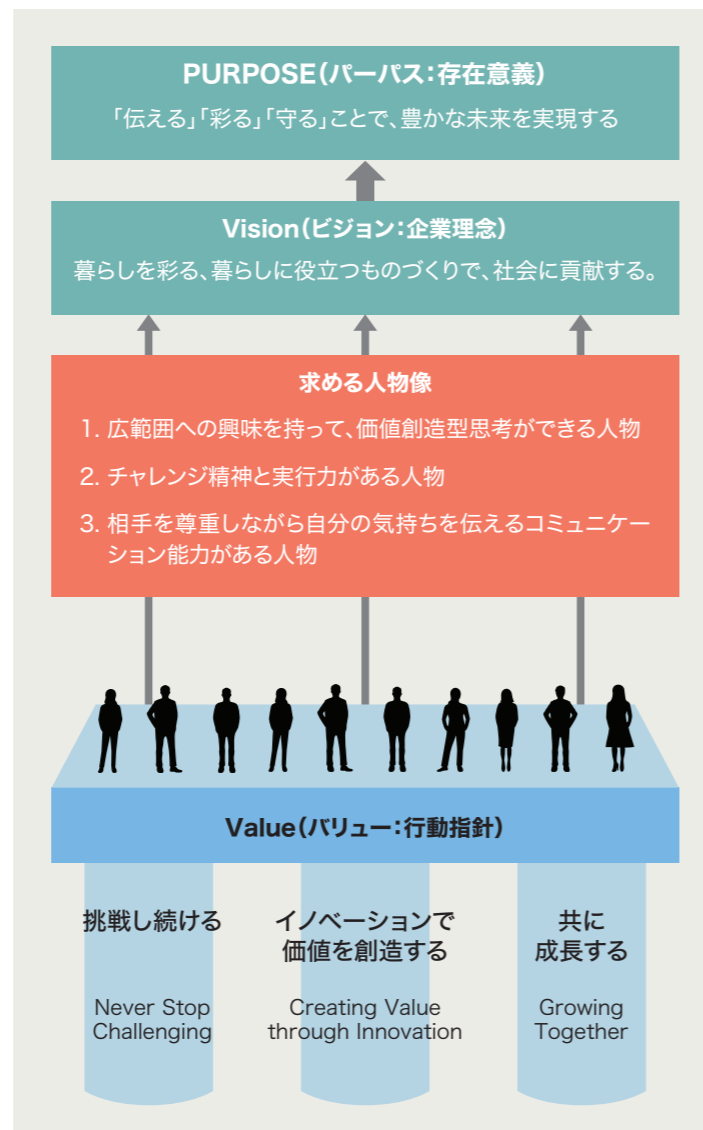 PURPOSE(パーパス:存在意義)
「伝える」「彩る」「守る」ことで、豊かな未来を実現する
Vision(ビジョン:企業理念)
暮らしを彩る、暮らしに役立つものづくりで、社会に貢献する。
求める人物像
1. 広範囲への興味を持って、価値創造型思考ができる人物
2. チャレンジ精神と実行力がある人物
3. 相手を尊重しながら自分の気持ちを伝えるコミュニケー
ション能力がある人物
Value(バリュー:行動指針)
挑戦し続ける
Never Stop
Challenging
イノベーションで
価値を創造する
Creating Value
through Innovation
共に
成長する
Growing
Together